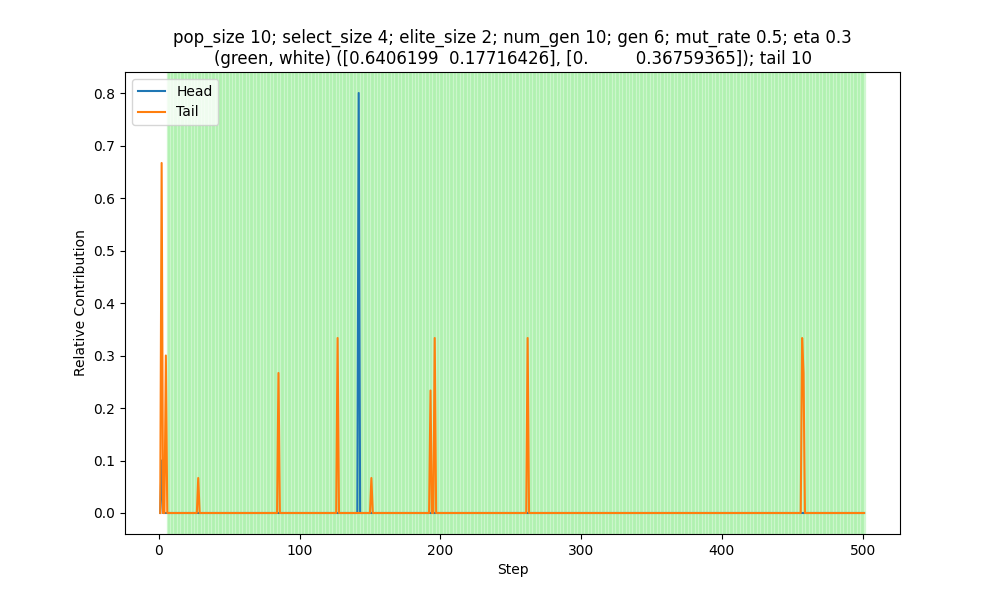 pop_size 10; select_size 4; elite_size 2; num_gen 10; gen 6; mut_rate 0.5; eta 0.3
(green, white) ([0.6406199  0.17716426], [0.         0.36759365]); tail 10
Head
Tail
0.8
0.7
0.6
0.5
0.4
0.3
0.2
0.1
0.0
Relative Contribution
0 100 200 300 400 500
Step